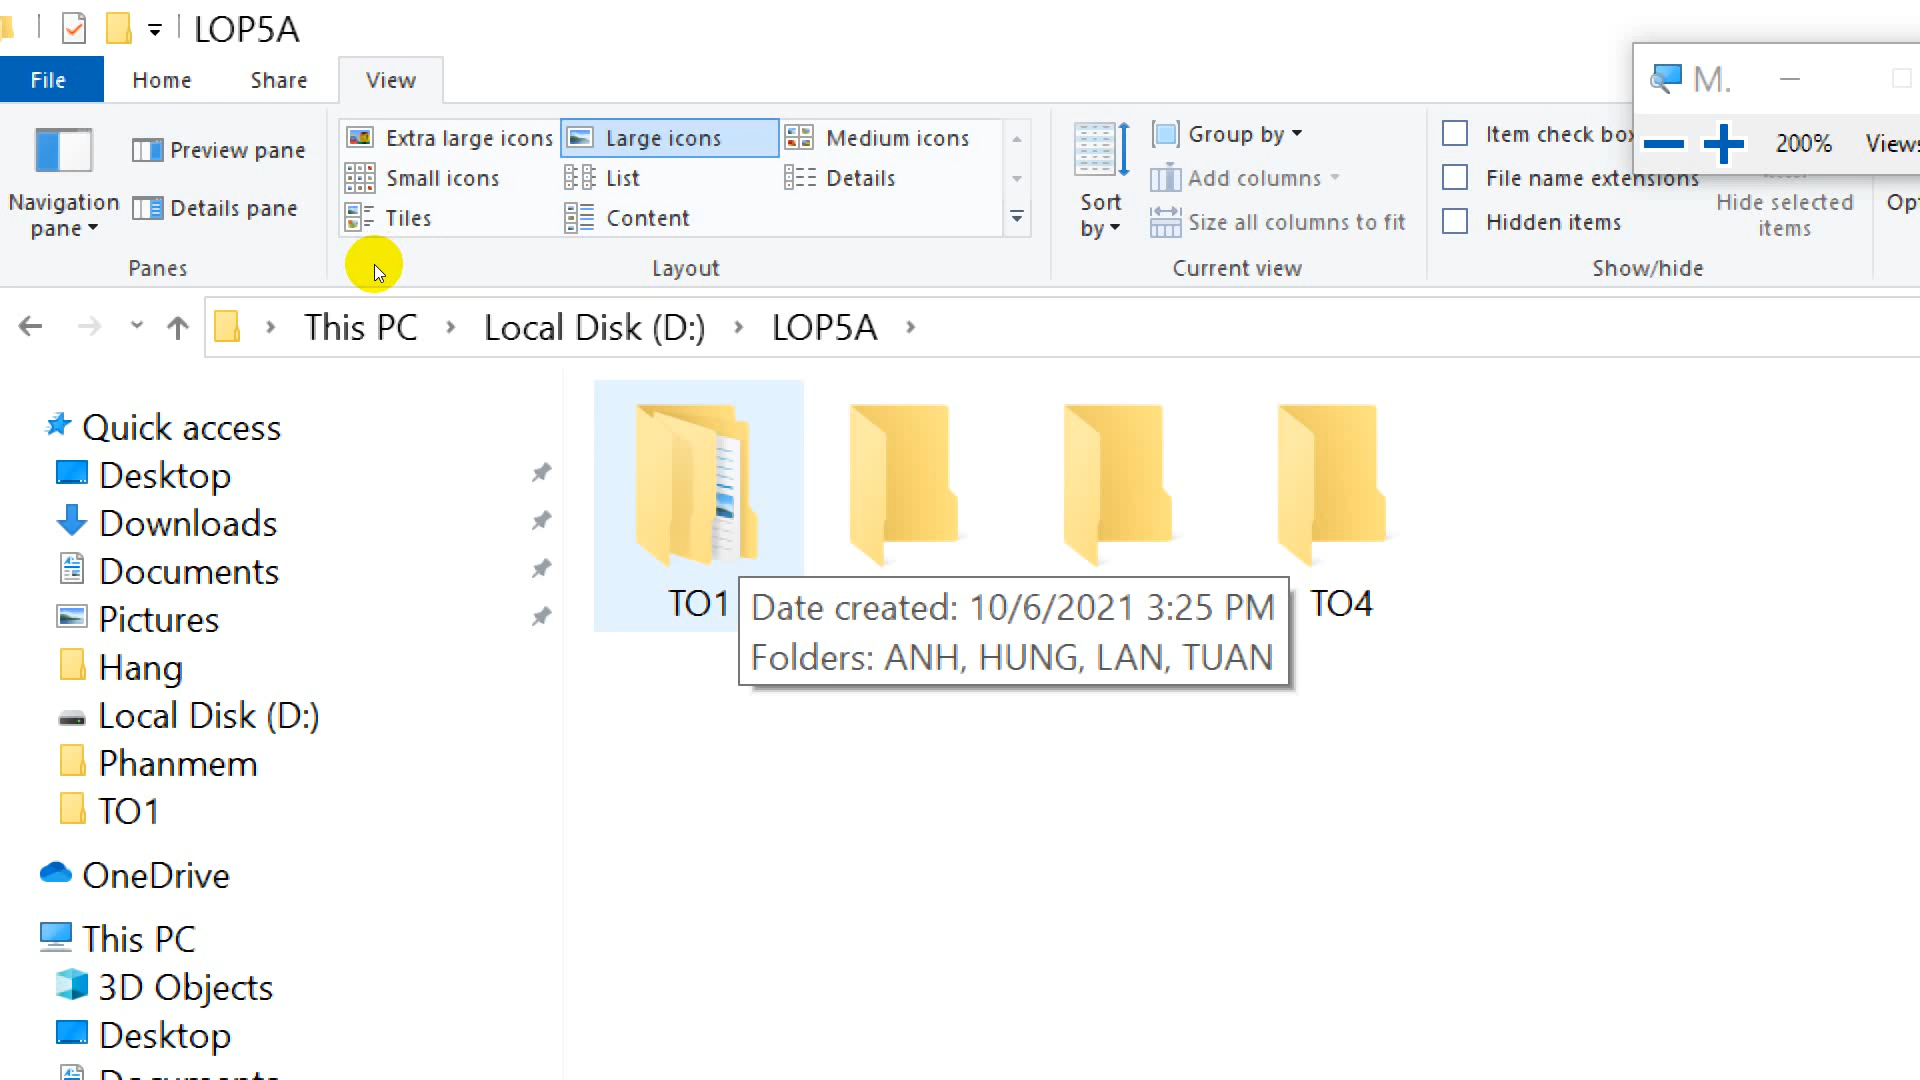 LOP5A
File Home Share View
M.
200% Views
Extra large icons Large icons Medium icons
Small icons List Details
Tiles Content
Preview pane
Details pane
Navigation
pane
Group by
Add columns
Size all columns to fit
Sort
by
Item check box
File name extensions
Hidden items
Hide selected
items
Panes Layout Current view Show/hide
This PC Local Disk (D:) LOP5A
Quick access
Desktop
Downloads
Documents
Pictures
Hang
Local Disk (D:)
Phanmem
TO1
OneDrive
This PC
3D Objects
Desktop
Documents
TO1 TO4
Date created: 10/6/2021 3:25 PM
Folders: ANH, HUNG, LAN, TUAN